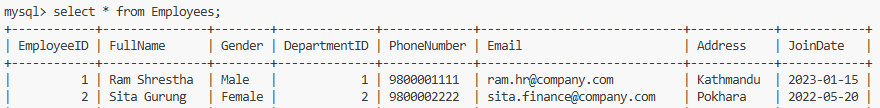 mysql> select * from Employees;
+------------+--------------+--------+--------------+-------------+-------------------------+-----------+------------+
| EmployeeID | FullName     | Gender | DepartmentID | PhoneNumber | Email                   | Address   | JoinDate   |
+------------+--------------+--------+--------------+-------------+-------------------------+-----------+------------+
|          1 | Ram Shrestha | Male   |            1 | 9800001111  | ram.hr@company.com      | Kathmandu | 2023-01-15 |
|          2 | Sita Gurung  | Female |            2 | 9800002222  | sita.finance@company.com | Pokhara   | 2022-05-20 |